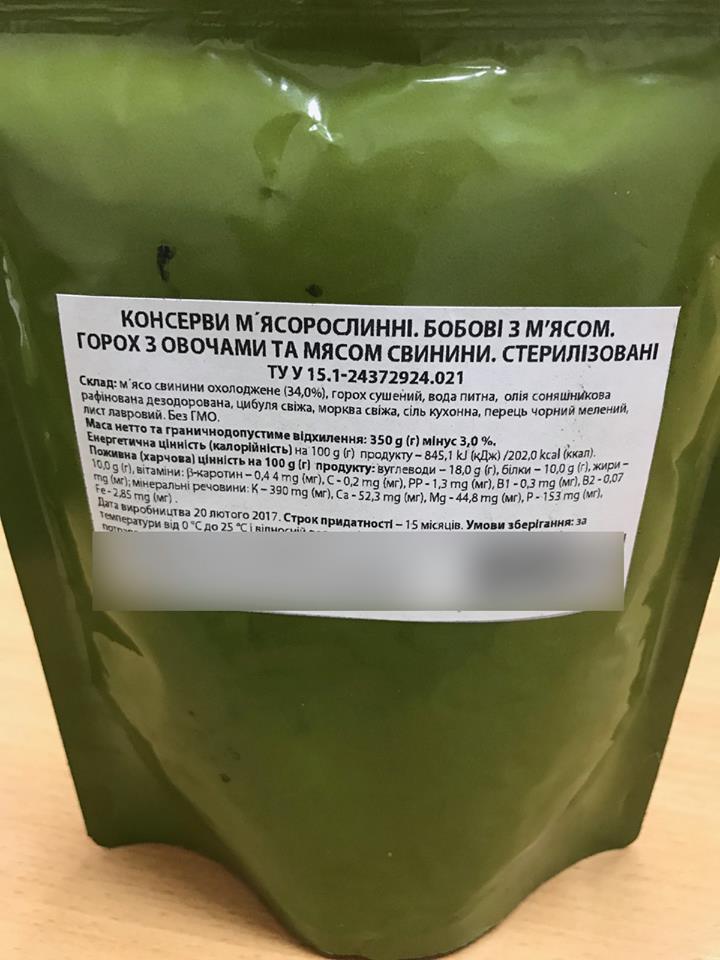 КОНСЕРВИ М´ЯСОРОСЛИННІ. БОБОВІ З М’ЯСОМ.
ГОРОХ З ОВОЧАМИ ТА МЯСОМ СВИНИНИ. СТЕРИЛІЗОВАНІ
ТУ У 15.1-24372924.021
Склад: м´ясо свинини охолоджене (34,0%), горох сушений, вода питна, олія соняшникова
рафінована дезодорована, цибуля свіжа, морква свіжа, сіль кухонна, перець чорний мелений,
лист лавровий. Без ГМО.
Маса нетто та граничнодопустиме відхилення: 350 g (г) мінус 3,0 %.
Енергетична цінність (калорійність) на 100 g (г) продукту – 845,1 kJ (кДж) /202,0 kcal (ккал).
Поживна (харчова) цінність на 100 g (г) продукту: вуглеводи – 18,0 g (г), білки – 10,0 g (г), жири –
10,0 g (г), вітаміни: β-каротин – 0,4 4 mg (мг), С - 0,2 mg (мг), РР - 1,3 mg (мг), В1 - 0,3 mg (мг), В2 - 0,07
mg (мг); мінеральні речовини: К – 390 mg (мг), Са - 52,3 mg (мг), Mg - 44,8 mg (мг), Р - 153 mg (мг),
Fe - 2,85 mg (мг) .
Дата виробництва 20 лютого 2017. Строк придатності – 15 місяців. Умови зберігання: за
температури від 0 °С до 25 °С і відносній